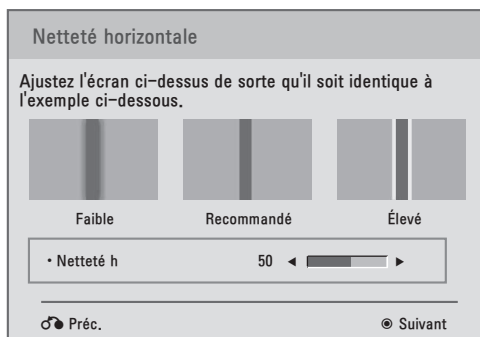 Netteté horizontale
Ajustez l'écran ci-dessus de sorte qu'il soit identique à
l'exemple ci-dessous.
Faible Recommandé Élevé
• Netteté h 50 ◄ ►
Préc. ◉ Suivant